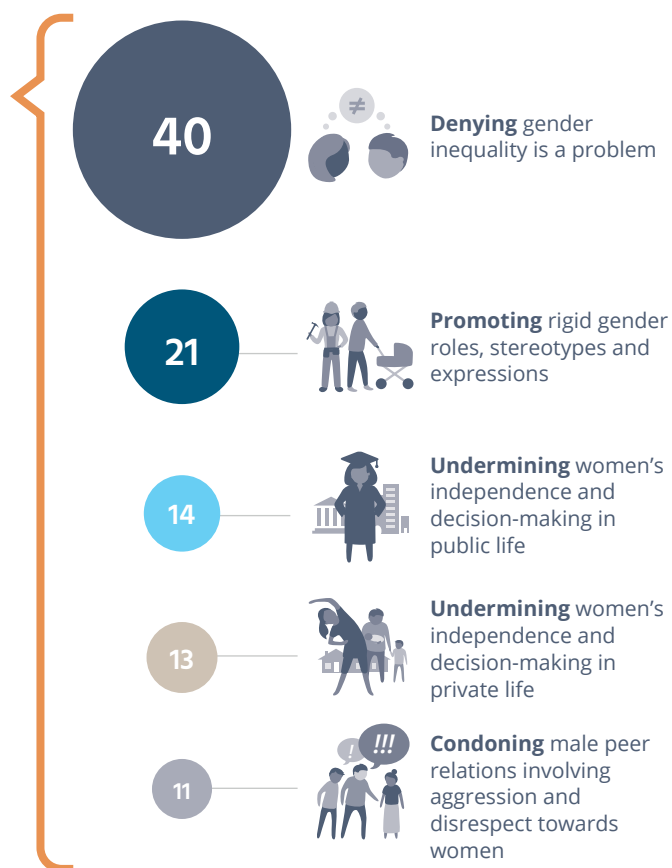 40
≠
Denying gender
inequality is a problem
21
Promoting rigid gender
roles, stereotypes and
expressions
14
Undermining women’s
independence and
decision-making in
public life
13
Undermining women’s
independence and
decision-making in
private life
11
!
!!!
Condoning male peer
relations involving
aggression and
disrespect towards
women